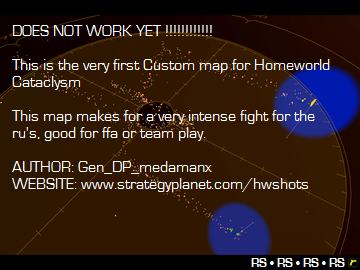 DOES NOT WORK YET !!!!!!!!!!!!
This is the very first Custom map for Homeworld
Cataclysm
This map makes for a very intense fight for the
ru's, good for ffa or team play.
AUTHOR: Gen_DP_medamanx
WEBSITE: www.strategyplanet.com/hwshots
RS • RS • RS • RS r